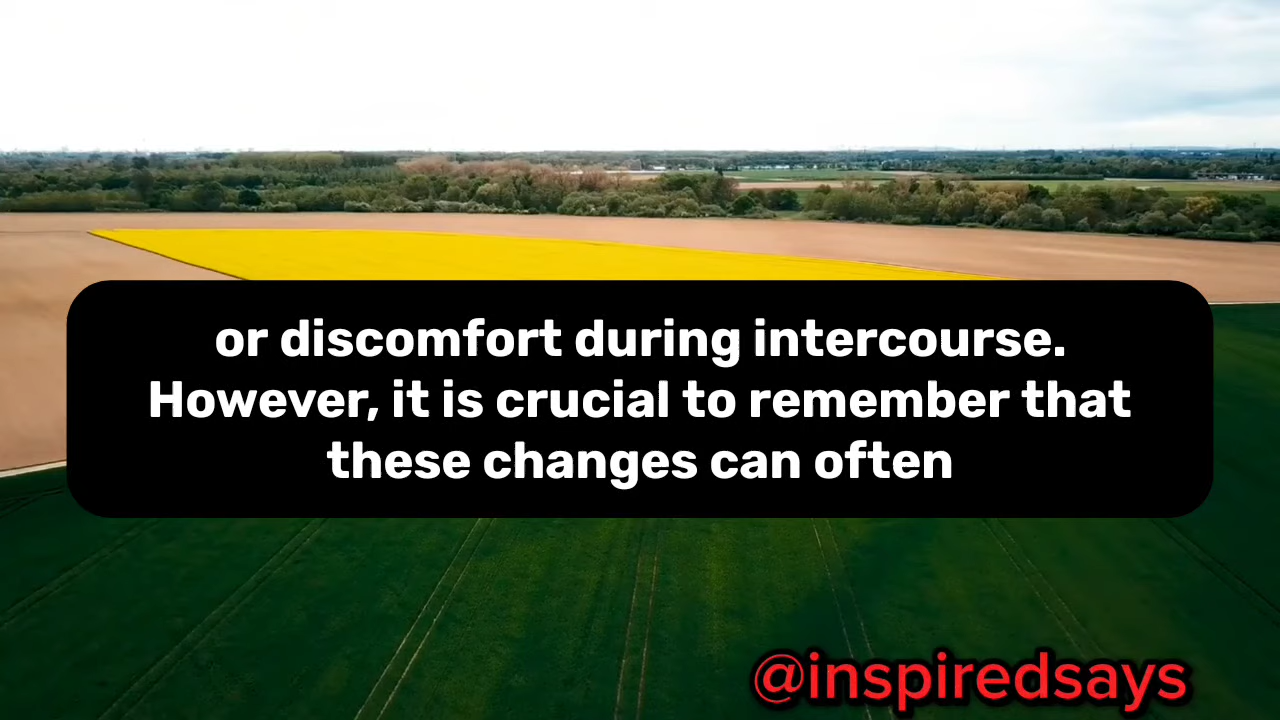 or discomfort during intercourse.
However, it is crucial to remember that
these changes can often
@inspiredsays